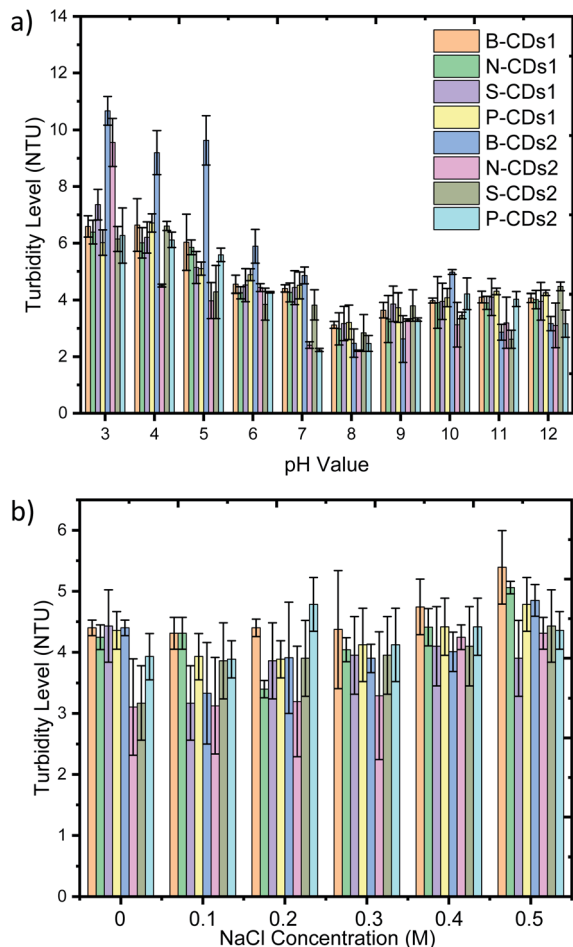 a)
Turbidity Level (NTU)
14
12
10
8
6
4
2
0
B-CDs1
N-CDs1
S-CDs1
P-CDs1
B-CDs2
N-CDs2
S-CDs2
P-CDs2
3 4 5 6 7 8 9 10 11 12
pH Value
b)
Turbidity Level (NTU)
6
5
4
3
2
1
0
0 0.1 0.2 0.3 0.4 0.5
NaCl Concentration (M)